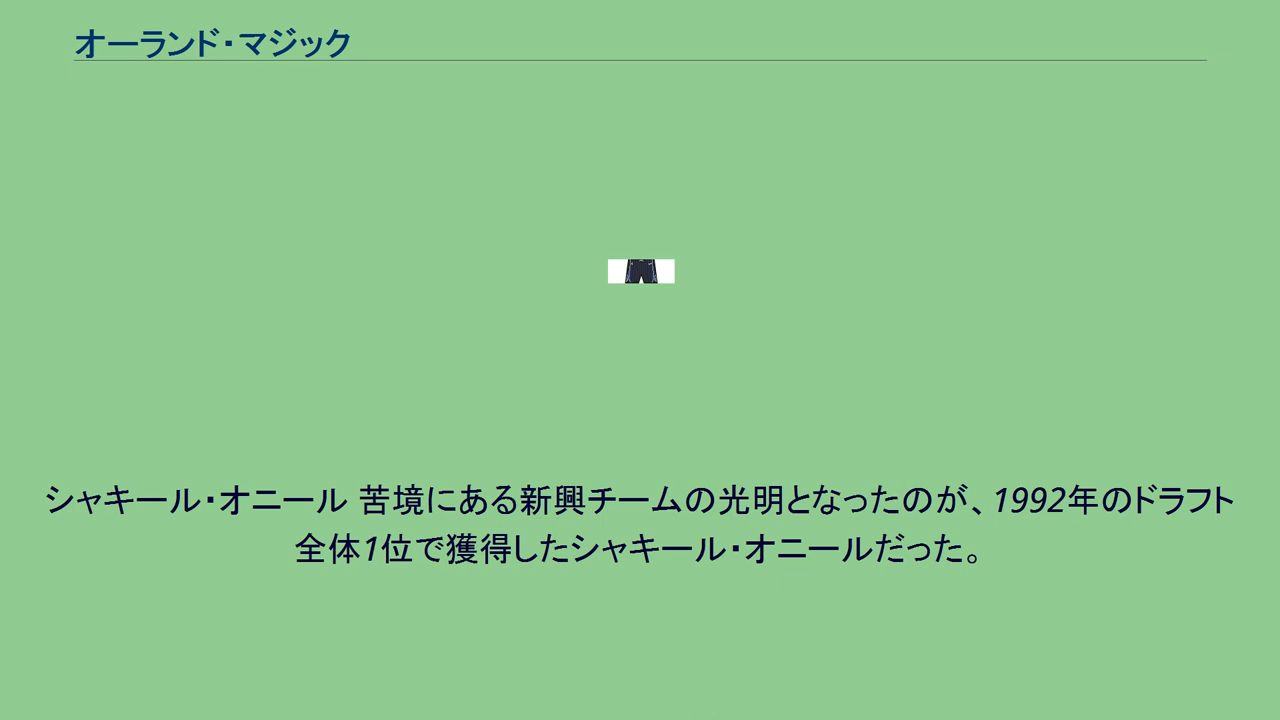 オーランド・マジック
シャキール・オニール 苦境にある新興チームの光明となったのが、1992年のドラフト
全体1位で獲得したシャキール・オニールだった。